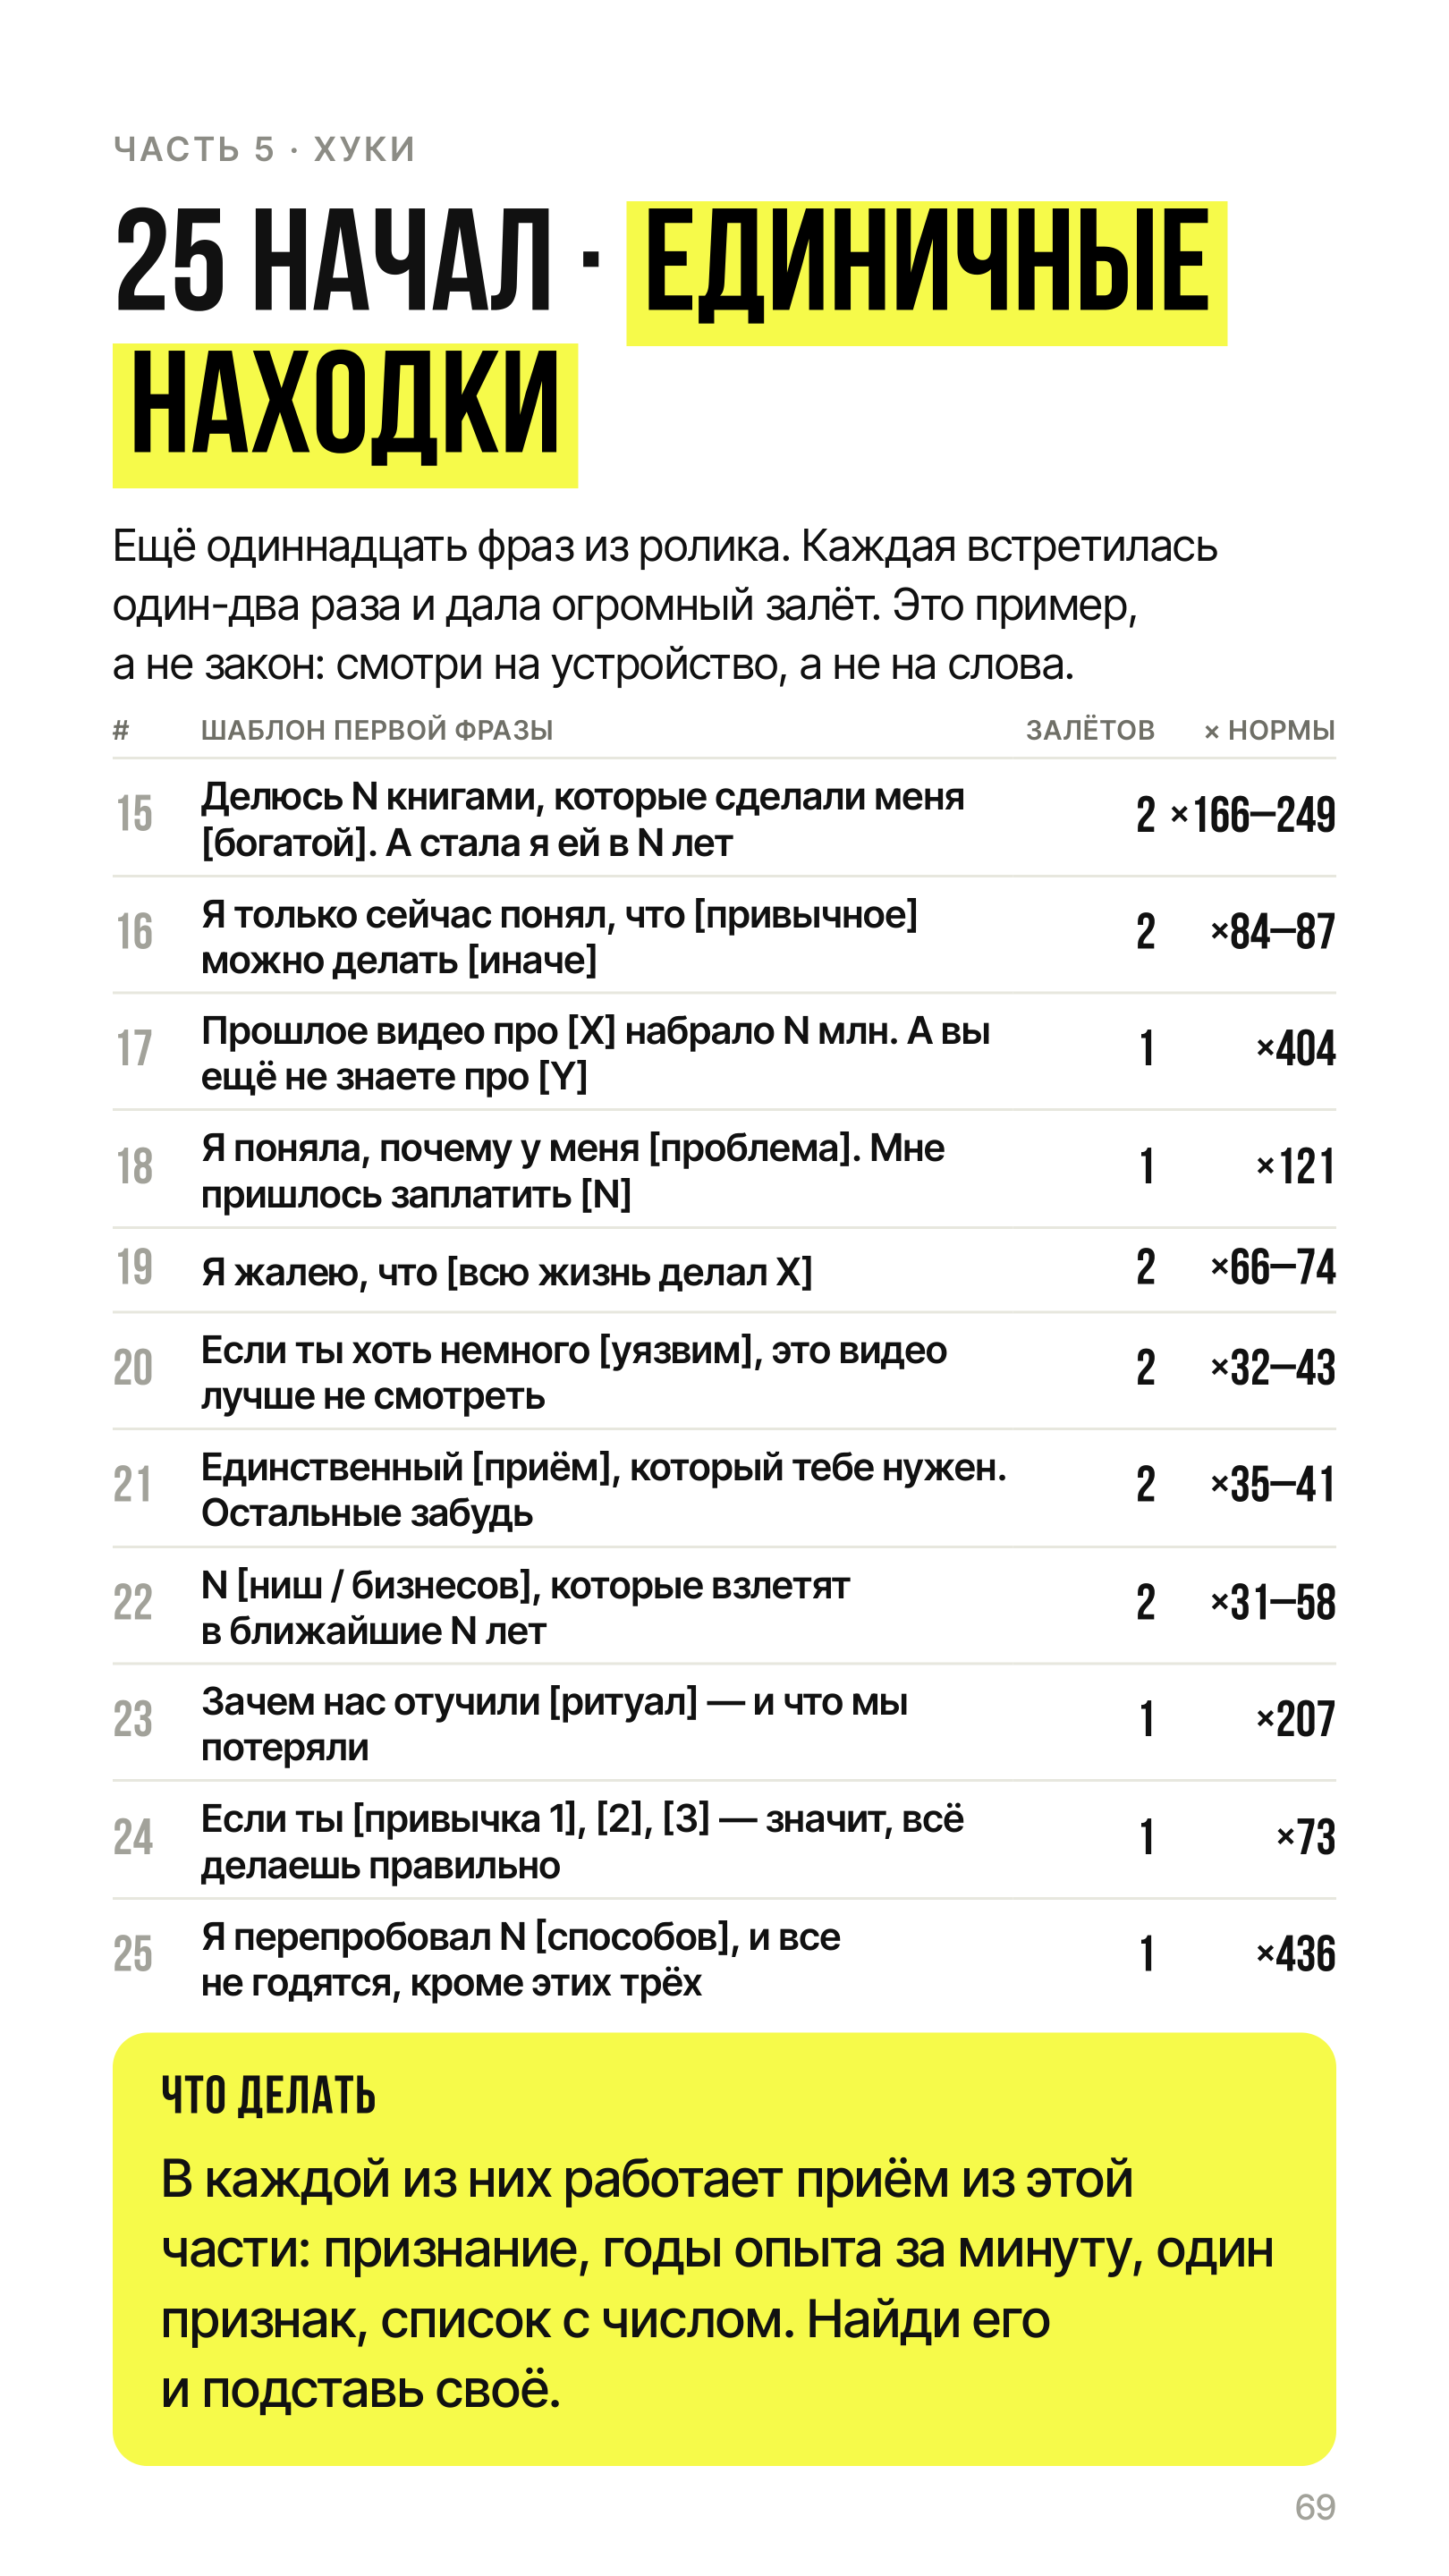 ЧАСТЬ 5 · ХУКИ
25 НАЧАЛ · ЕДИНИЧНЫЕ
НАХОДКИ
Ещё одиннадцать фраз из ролика. Каждая встретилась
один-два раза и дала огромный залёт. Это пример,
а не закон: смотри на устройство, а не на слова.
# ШАБЛОН ПЕРВОЙ ФРАЗЫ ЗАЛЁТОВ × НОРМЫ
15 Делюсь N книгами, которые сделали меня 2 ×166–249
[богатой]. А стала я ей в N лет
16 Я только сейчас понял, что [привычное] 2 ×84–87
можно делать [иначе]
17 Прошлое видео про [X] набрало N млн. А вы 1 ×404
ещё не знаете про [Y]
18 Я поняла, почему у меня [проблема]. Мне 1 ×121
пришлось заплатить [N]
19 Я жалею, что [всю жизнь делал X] 2 ×66–74
20 Если ты хоть немного [уязвим], это видео 2 ×32–43
лучше не смотреть
21 Единственный [приём], который тебе нужен. 2 ×35–41
Остальные забудь
22 N [ниш / бизнесов], которые взлетят 2 ×31–58
в ближайшие N лет
23 Зачем нас отучили [ритуал] — и что мы 1 ×207
потеряли
24 Если ты [привычка 1], [2], [3] — значит, всё 1 ×73
делаешь правильно
25 Я перепробовал N [способов], и все 1 ×436
не годятся, кроме этих трёх
ЧТО ДЕЛАТЬ
В каждой из них работает приём из этой
части: признание, годы опыта за минуту, один
признак, список с числом. Найди его
и подставь своё.
69